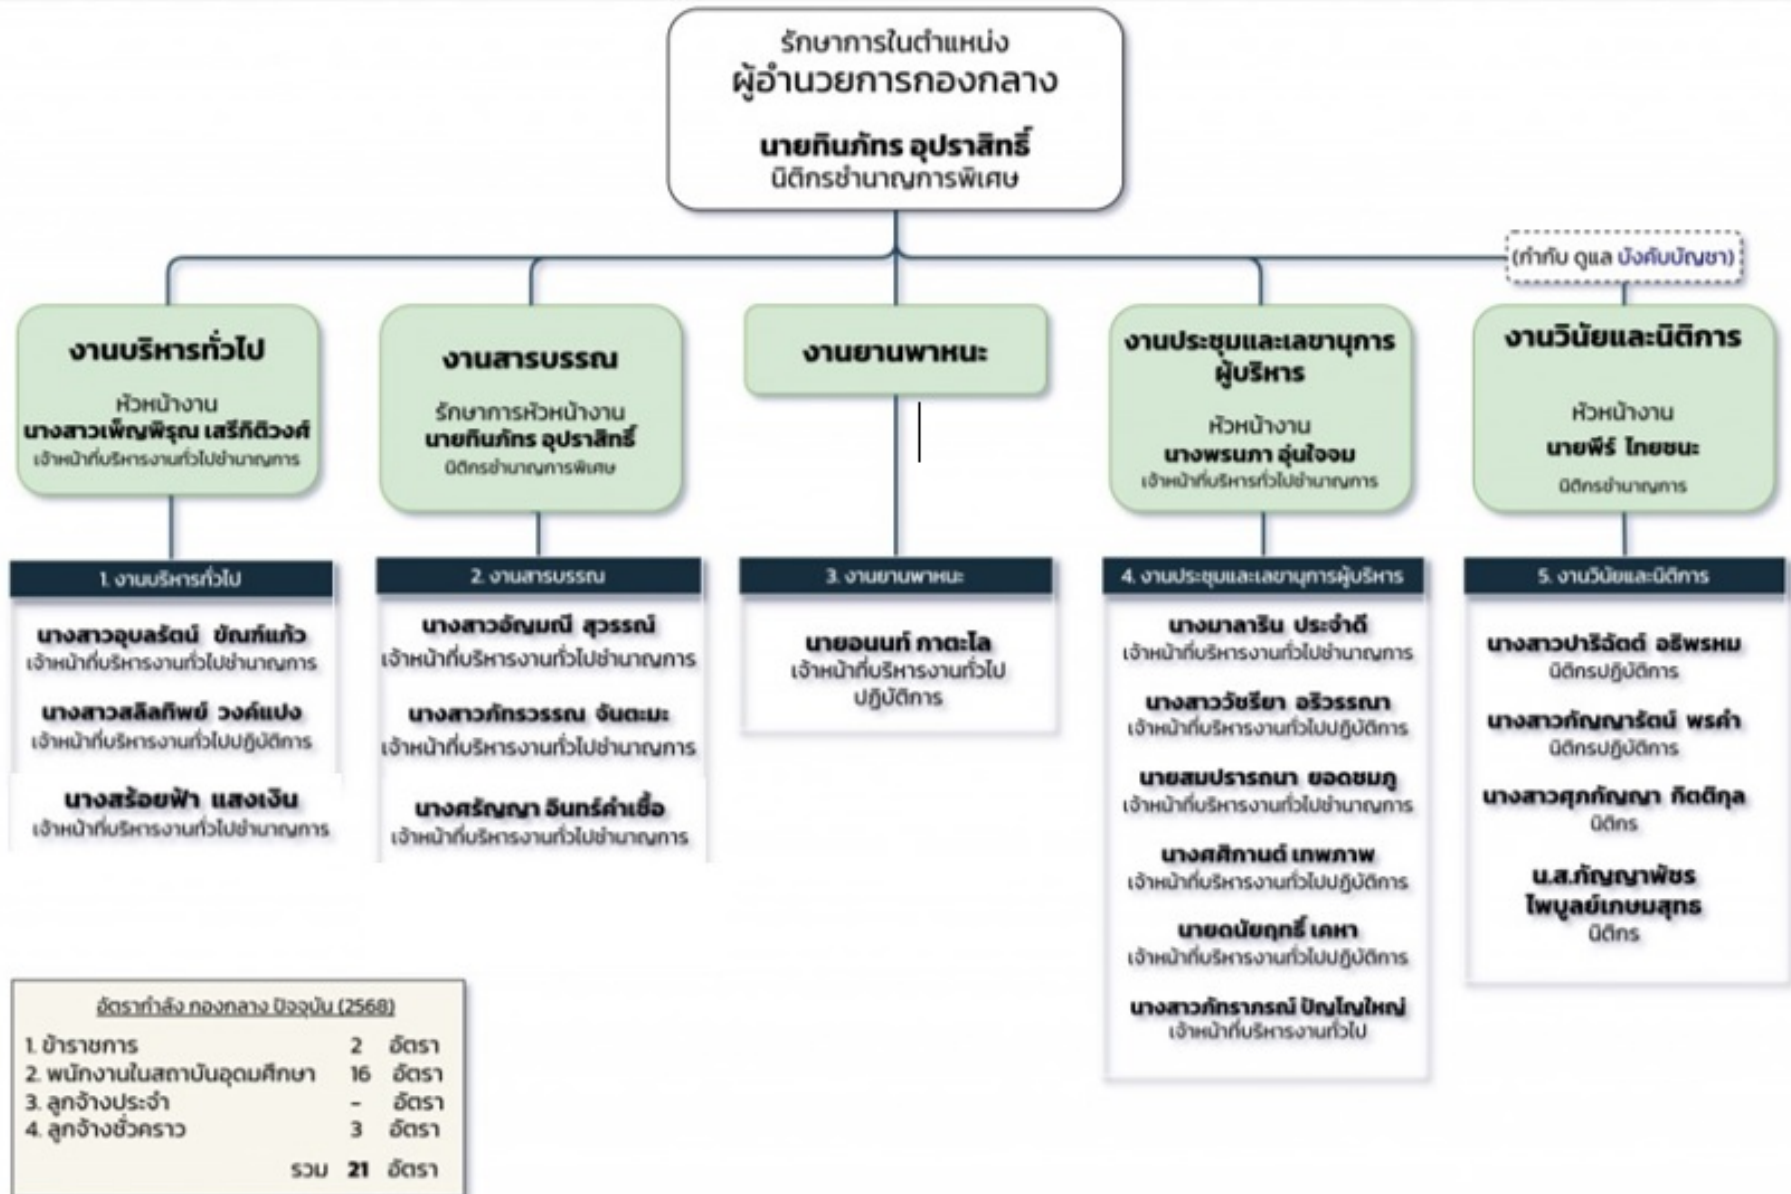 รักษาการในตำแหน่ง
ผู้อำนวยการกองกลาง
นายทินภัทร อุปราสิทธิ์
นิติกรชำนาญการพิเศษ
(กำกับ ดูแล บังคับบัญชา)
งานบริหารทั่วไป
หัวหน้างาน
นางสาวเพ็ญพิรุณ เสรีกิติวงศ์
เจ้าหน้าที่บริหารงานทั่วไปชำนาญการ
งานสารบรรณ
รักษาการหัวหน้างาน
นายทินภัทร อุปราสิทธิ์
นิติกรชำนาญการพิเศษ
งานยานพาหนะ
งานประชุมและเลขานุการ
ผู้บริหาร
หัวหน้างาน
นางพรนภา อุ่นใจจม
เจ้าหน้าที่บริหารทั่วไปชำนาญการ
งานวินัยและนิติการ
หัวหน้างาน
นายพีร์ ไทยชนะ
นิติกรชำนาญการ
1. งานบริหารทั่วไป
นางสาวอุบลรัตน์ ขัณฑ์แก้ว
เจ้าหน้าที่บริหารงานทั่วไปชำนาญการ
นางสาวสลิลทิพย์ วงค์แปง
เจ้าหน้าที่บริหารงานทั่วไปปฏิบัติการ
นางสร้อยฟ้า แสงเงิน
เจ้าหน้าที่บริหารงานทั่วไปชำนาญการ
2. งานสารบรรณ
นางสาวอัญมณี สุวรรณ์
เจ้าหน้าที่บริหารงานทั่วไปชำนาญการ
นางสาวภัทรวรรณ จันตะมะ
เจ้าหน้าที่บริหารงานทั่วไปชำนาญการ
นางศรัญญา อินทร์คำเชื้อ
เจ้าหน้าที่บริหารงานทั่วไปชำนาญการ
3. งานยานพาหนะ
นายอนนท์ กาตะโล
เจ้าหน้าที่บริหารงานทั่วไป
ปฏิบัติการ
4. งานประชุมและเลขานุการผู้บริหาร
นางมาลาริน ประจำดี
เจ้าหน้าที่บริหารงานทั่วไปชำนาญการ
นางสาววัชรียา อริวรรณา
เจ้าหน้าที่บริหารงานทั่วไปปฏิบัติการ
นายสมปรารถนา ยอดชมภู
เจ้าหน้าที่บริหารงานทั่วไปชำนาญการ
นางศศิกานต์ เทพภาพ
เจ้าหน้าที่บริหารงานทั่วไปปฏิบัติการ
นายดนัยฤทธิ์ เคหา
เจ้าหน้าที่บริหารงานทั่วไปปฏิบัติการ
นางสาวภัทราภรณ์ ปัญโญใหญ่
เจ้าหน้าที่บริหารงานทั่วไป
5. งานวินัยและนิติการ
นางสาวปาริฉัตต์ อธิพรหม
นิติกรปฏิบัติการ
นางสาวกัญญารัตน์ พรคำ
นิติกรปฏิบัติการ
นางสาวศุภกัญญา กิตติกุล
นิติกร
น.ส.กัญญาพัชร
ไพบูลย์เกษมสุทธ
นิติกร
อัตรากำลัง กองกลาง ปัจจุบัน (2568)
1. ข้าราชการ 2 อัตรา
2. พนักงานในสถาบันอุดมศึกษา 16 อัตรา
3. ลูกจ้างประจำ - อัตรา
4. ลูกจ้างชั่วคราว 3 อัตรา
รวม 21 อัตรา